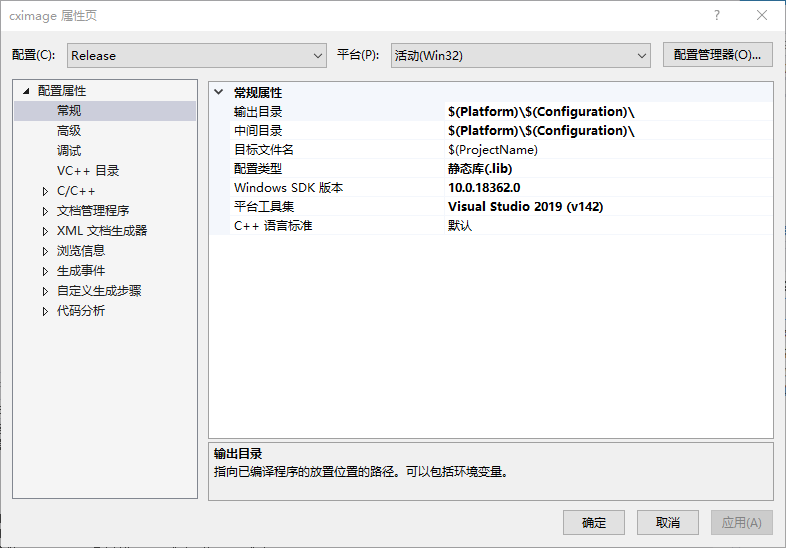 cximage 属性页
配置(C): Release 平台(P): 活动(Win32) 配置管理器(O)...
配置属性
常规
高级
调试
VC++ 目录
C/C++
文档管理程序
XML 文档生成器
浏览信息
生成事件
自定义生成步骤
代码分析
常规属性
输出目录 $(Platform)\$(Configuration)\
中间目录 $(Platform)\$(Configuration)\
目标文件名 $(ProjectName)
配置类型 静态库(.lib)
Windows SDK 版本 10.0.18362.0
平台工具集 Visual Studio 2019 (v142)
C++ 语言标准 默认
输出目录
指向已编译程序的放置位置的路径。可以包括环境变量。
确定 取消 应用(A)